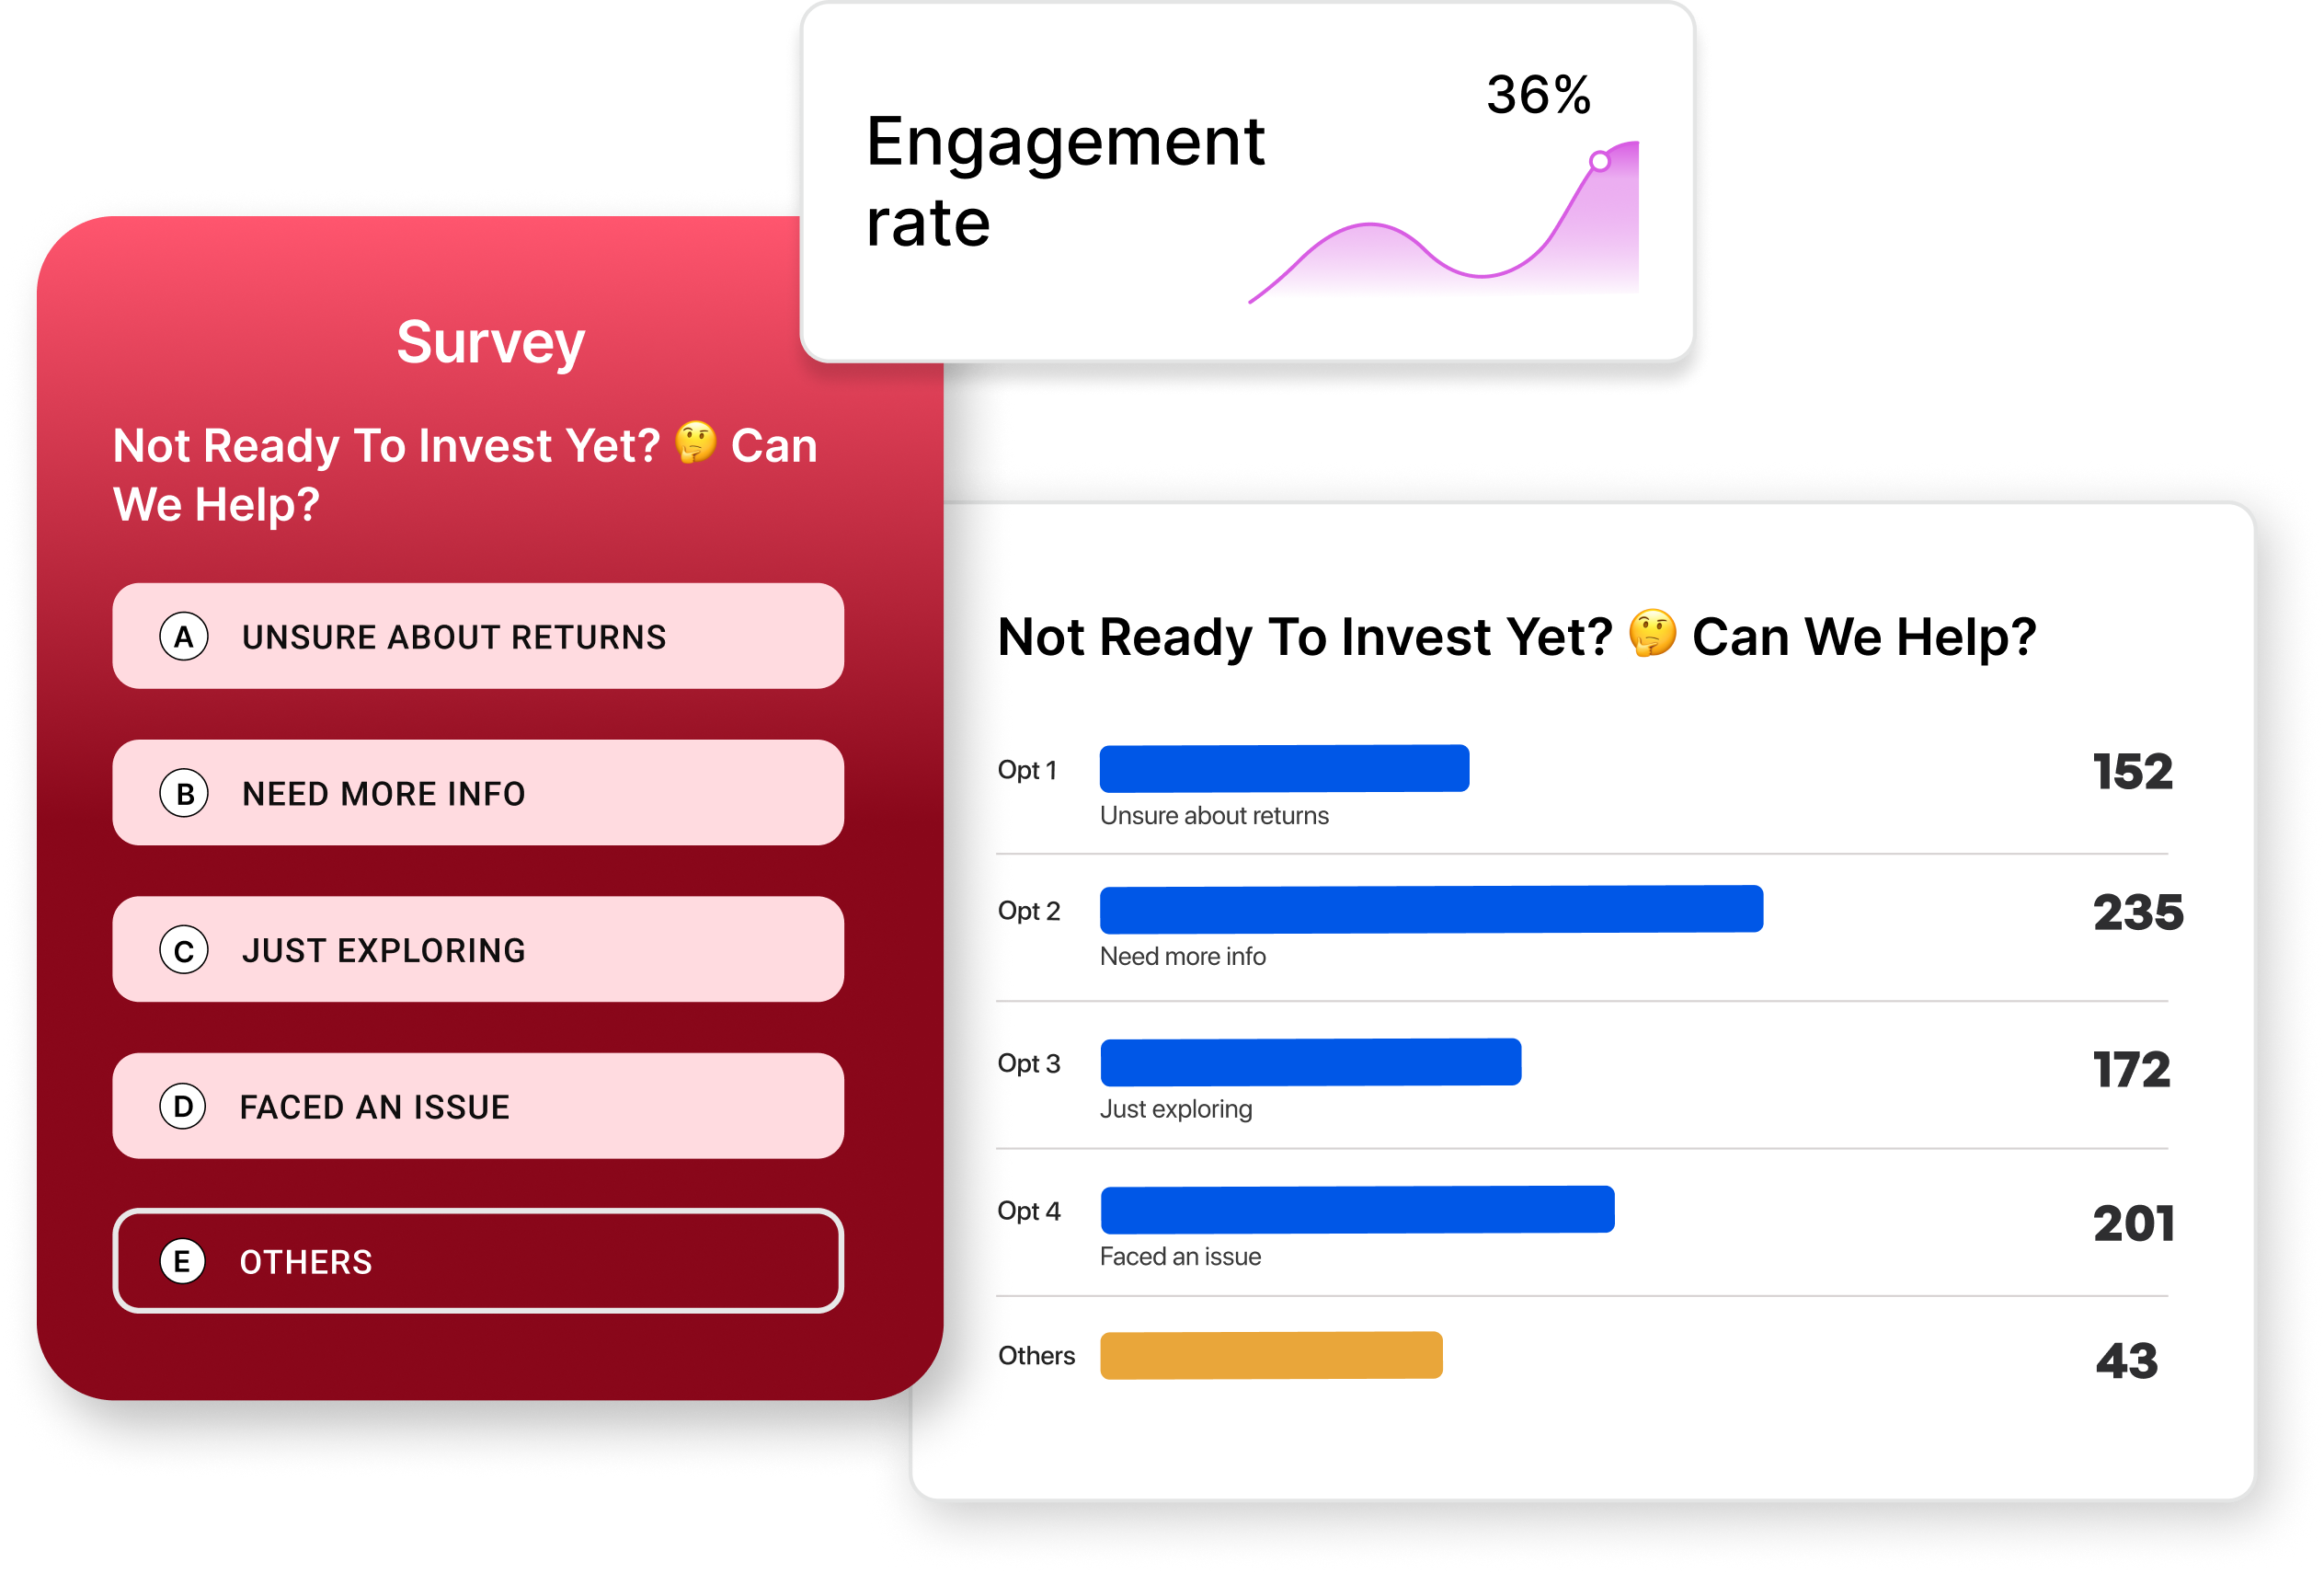 Engagement
rate
36%
Survey
Not Ready To Invest Yet? 🤔 Can
We Help?
A UNSURE ABOUT RETURNS
B NEED MORE INFO
C JUST EXPLORING
D FACED AN ISSUE
E OTHERS
Not Ready To Invest Yet? 🤔 Can We Help?
Opt 1 152
Unsure about returns
Opt 2 235
Need more info
Opt 3 172
Just exploring
Opt 4 201
Faced an issue
Others 43